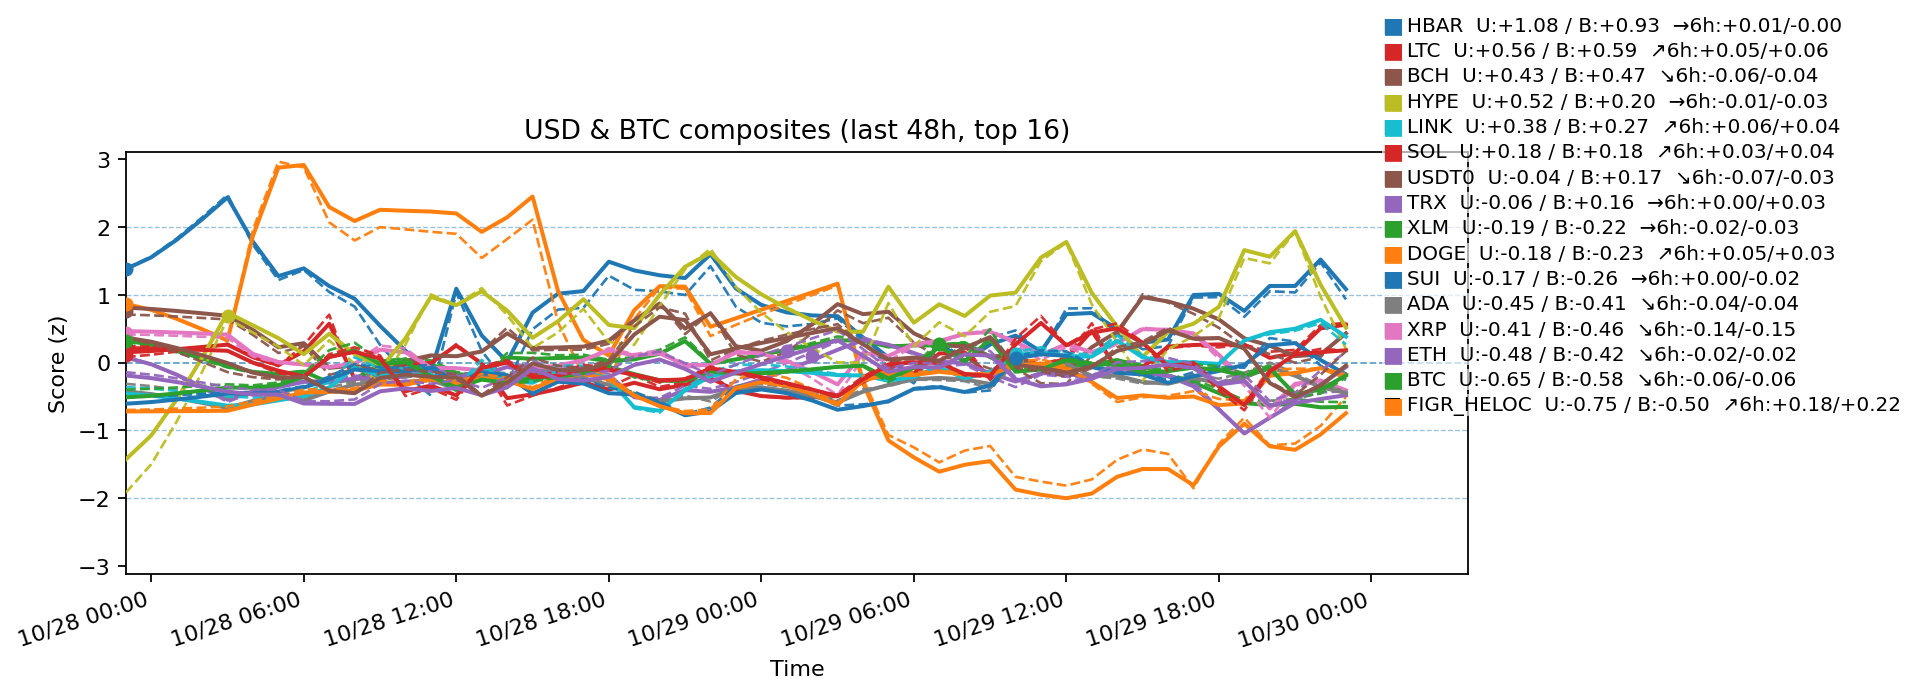 HBAR  U:+1.08 / B:+0.93  →6h:+0.01/-0.00
LTC  U:+0.56 / B:+0.59  ↗6h:+0.05/+0.06
BCH  U:+0.43 / B:+0.47  ↘6h:-0.06/-0.04
HYPE  U:+0.52 / B:+0.20  →6h:-0.01/-0.03
LINK  U:+0.38 / B:+0.27  ↗6h:+0.06/+0.04
SOL  U:+0.18 / B:+0.18  ↗6h:+0.03/+0.04
USDT0  U:-0.04 / B:+0.17  ↘6h:-0.07/-0.03
TRX  U:-0.06 / B:+0.16  →6h:+0.00/+0.03
XLM  U:-0.19 / B:-0.22  →6h:-0.02/-0.03
DOGE  U:-0.18 / B:-0.23  ↗6h:+0.05/+0.03
SUI  U:-0.17 / B:-0.26  →6h:+0.00/-0.02
ADA  U:-0.45 / B:-0.41  ↘6h:-0.04/-0.04
XRP  U:-0.41 / B:-0.46  ↘6h:-0.14/-0.15
ETH  U:-0.48 / B:-0.42  ↘6h:-0.02/-0.02
BTC  U:-0.65 / B:-0.58  ↘6h:-0.06/-0.06
FIGR_HELOC  U:-0.75 / B:-0.50  ↗6h:+0.18/+0.22
USD & BTC composites (last 48h, top 16)
Score (z)
3
2
1
0
−1
−2
−3
10/28 00:00
10/28 06:00
10/28 12:00
10/28 18:00
10/29 00:00
10/29 06:00
10/29 12:00
10/29 18:00
10/30 00:00
Time